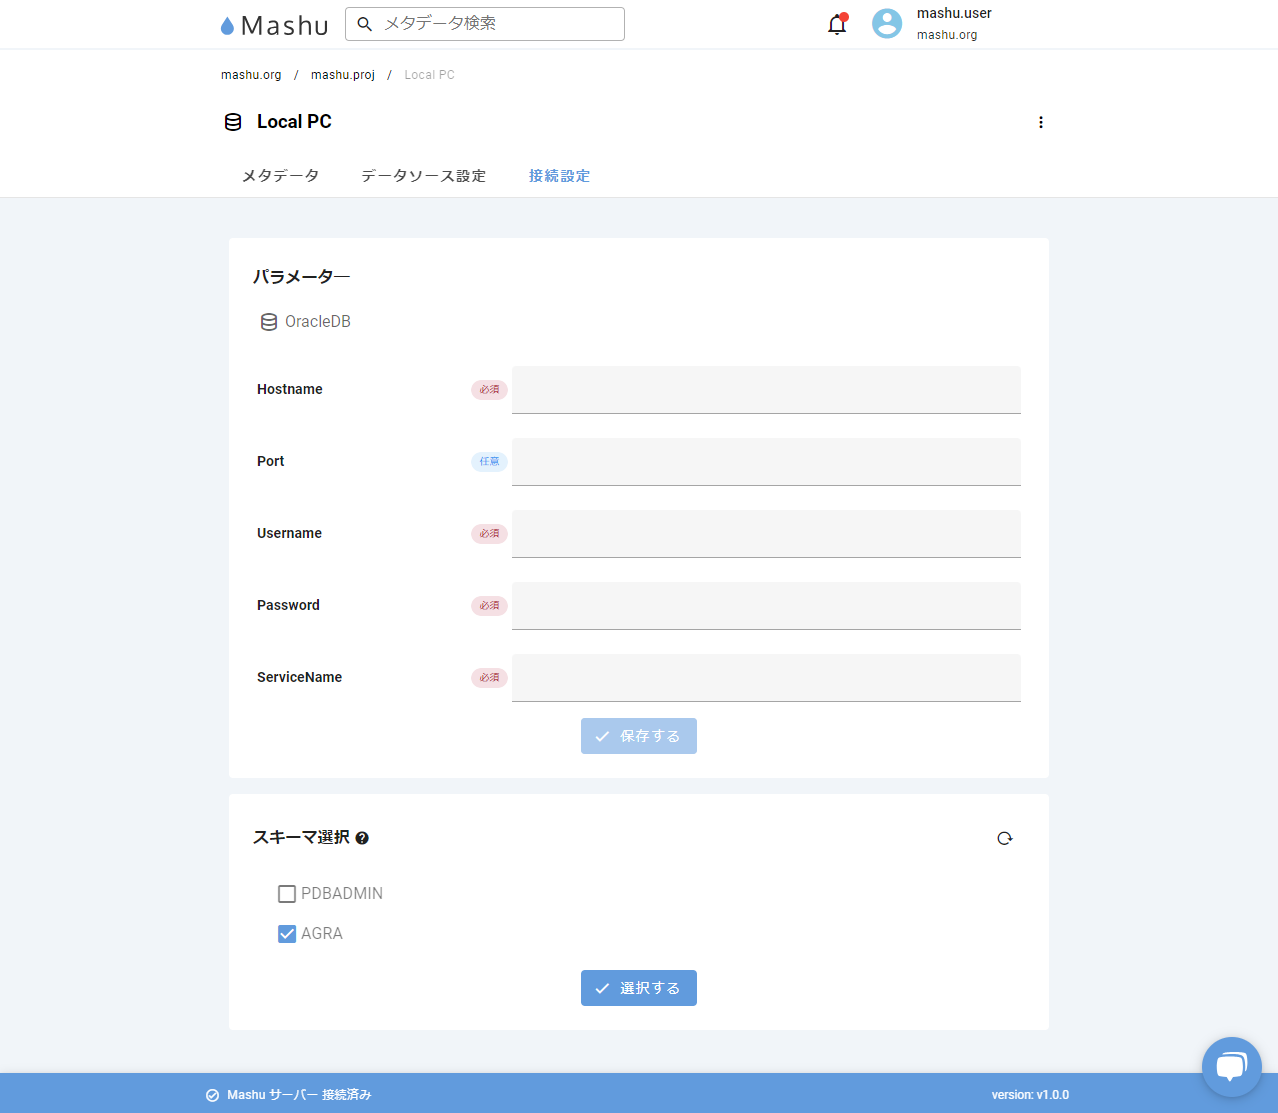 Mashu
メタデータ検索
mashu.user
mashu.org
mashu.org / mashu.proj / Local PC
Local PC
メタデータ データソース設定 接続設定
パラメーター
OracleDB
Hostname 必須
Port 任意
Username 必須
Password 必須
ServiceName 必須
保存する
スキーマ選択
PDBADMIN
AGRA
選択する
Mashu サーバー 接続済み version: v1.0.0